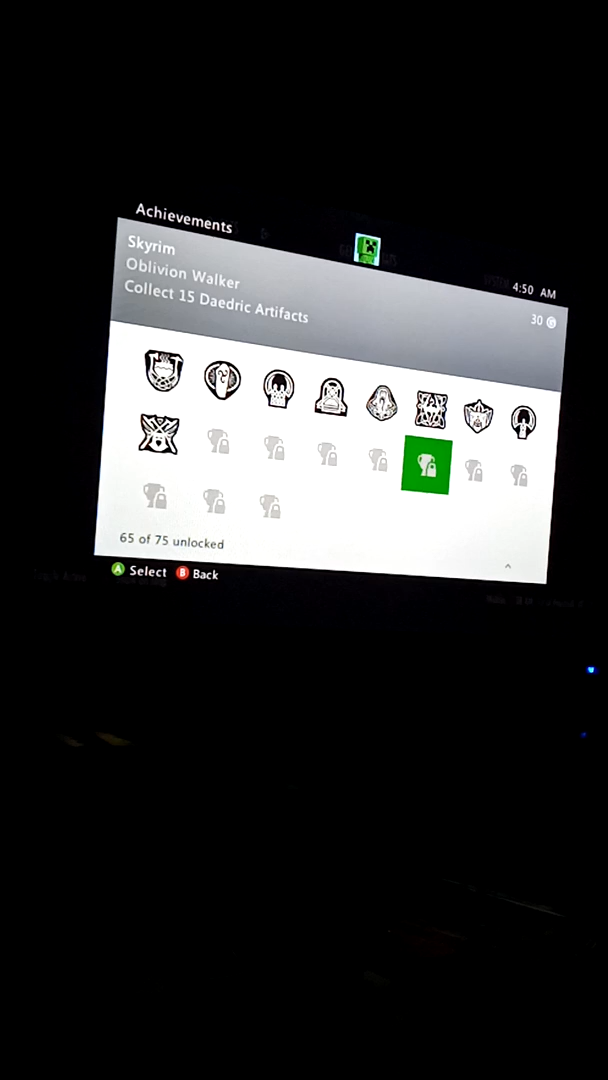 Achievements
4:50 AM
Skyrim
Oblivion Walker
Collect 15 Daedric Artifacts
30 G
65 of 75 unlocked
A Select B Back